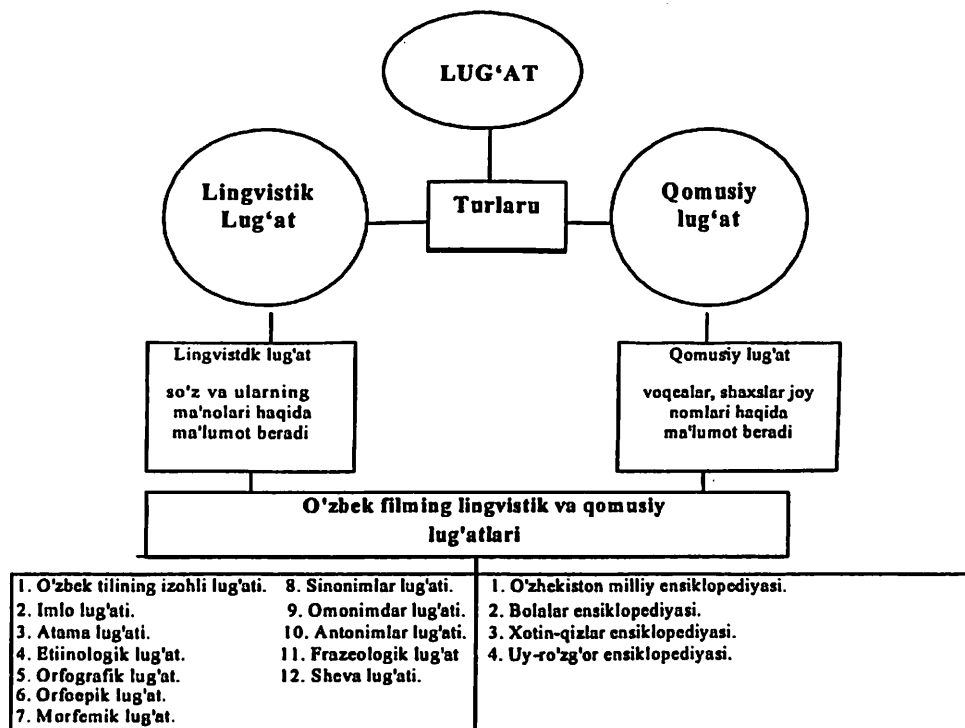 LUG‘AT
Lingvistik
Lug‘at
Turlaru
Qomusiy
lug‘at
Lingvistdk lug'at
so'z va ularning
ma'nolari haqida
ma'lumot beradi
Qomusiy lug'at
voqealar, shaxslar joy
nomlari haqida
ma'lumot beradi
O'zbek filming lingvistik va qomusiy
lug'atlari
1. O'zbek tilining izohli lug'ati.
2. Imlo lug'ati.
3. Atama lug'ati.
4. Etiinologik lug'at.
5. Orfografik lug'at.
6. Orfoepik lug'at.
7. Morfemik lug'at.
8. Sinonimlar lug'ati.
9. Omonimdar lug'ati.
10. Antonimlar lug'ati.
11. Frazeologik lug'at
12. Sheva lug'ati.
1. O'zhekiston milliy ensiklopediyasi.
2. Bolalar ensiklopediyasi.
3. Xotin-qizlar ensiklopediyasi.
4. Uy-ro'zg'or ensiklopediyasi.